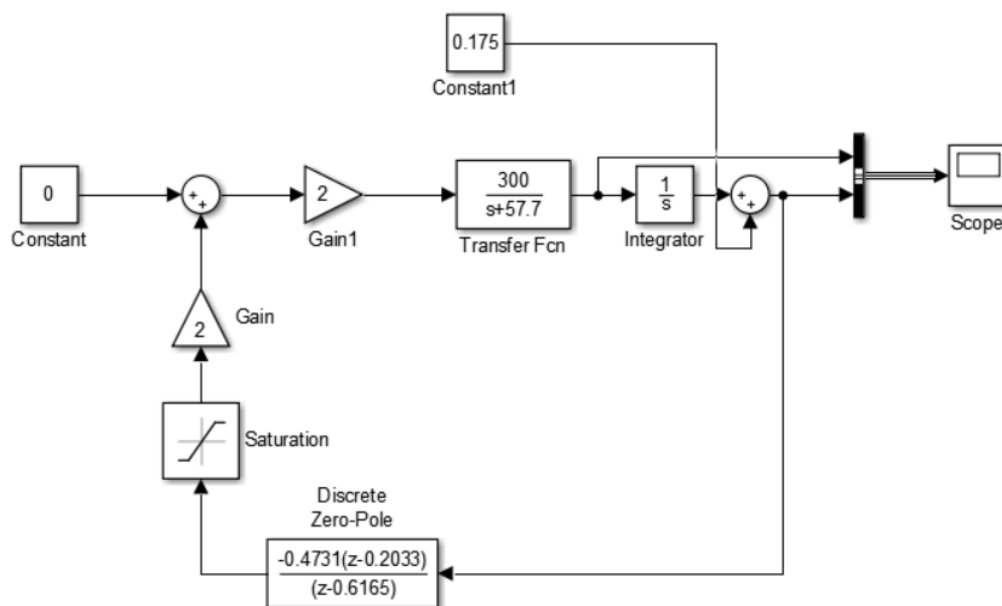 0.175
Constant1
0
Constant
+
+
2
Gain1
300
s+57.7
Transfer Fcn
1
s
Integrator
+
+
Scope
2
Gain
Saturation
Discrete
Zero-Pole
-0.4731(z-0.2033)
(z-0.6165)